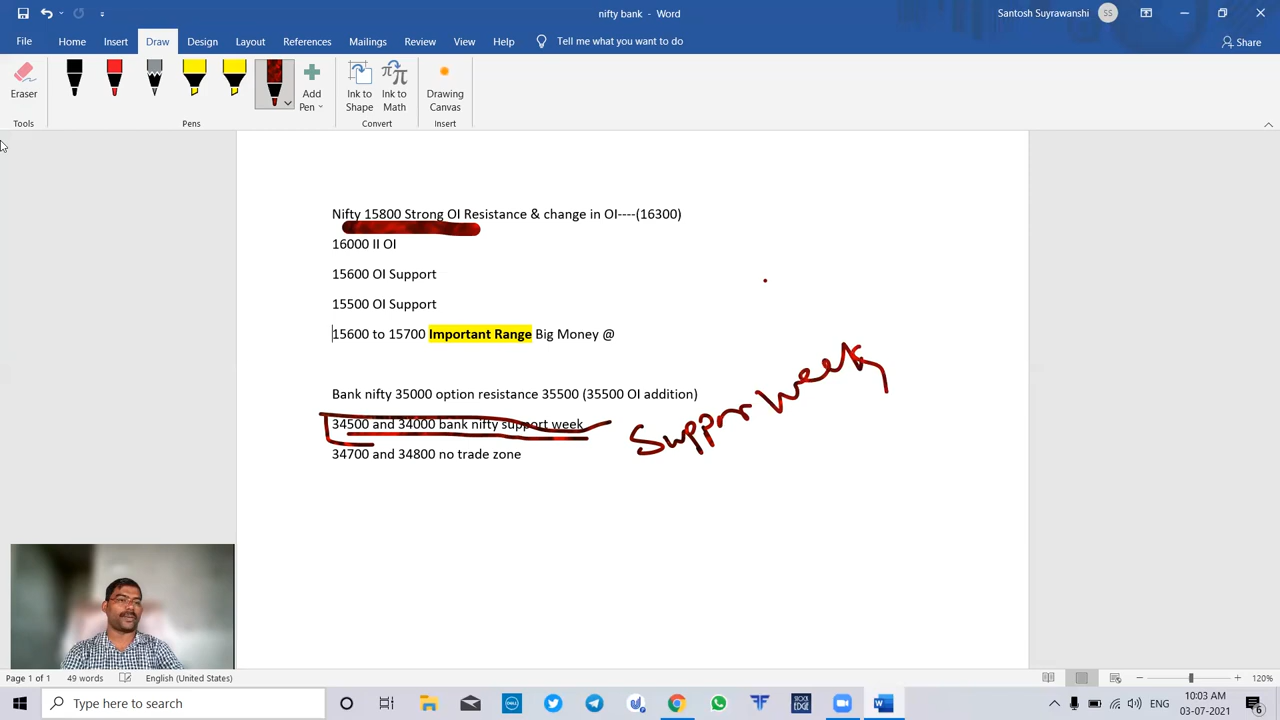 nifty bank - Word
Santosh Suryawanshi SS
File Home Insert Draw Design Layout References Mailings Review View Help Tell me what you want to do Share
Eraser
Add Pen
Ink to Shape
Ink to Math
Drawing Canvas
Tools Pens Convert Insert
Nifty 15800 Strong OI Resistance & change in OI----(16300)
16000 II OI
15600 OI Support
15500 OI Support
15600 to 15700 Important Range Big Money @
Bank nifty 35000 option resistance 35500 (35500 OI addition)
34500 and 34000 bank nifty support week
34700 and 34800 no trade zone
Week
Page 1 of 1 49 words English (United States) 120%
Type here to search
DELL
STOCK EDGE
10:03 AM
03-07-2021
6